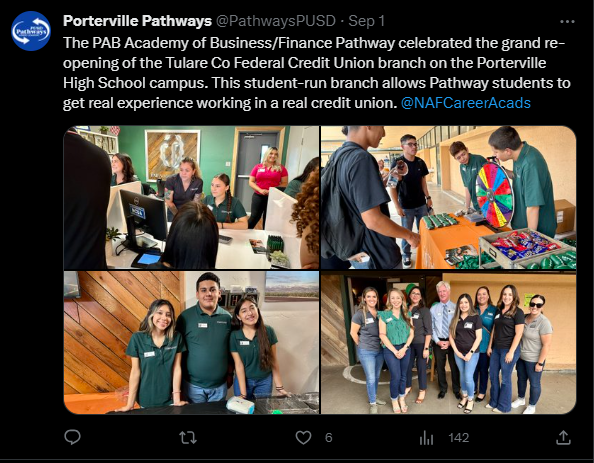 Porterville Pathways @PathwaysPUSD · Sep 1
The PAB Academy of Business/Finance Pathway celebrated the grand re-
opening of the Tulare Co Federal Credit Union branch on the Porterville
High School campus. This student-run branch allows Pathway students to
get real experience working in a real credit union. @NAFCareerAcads
PUSD
Pathways
6
142